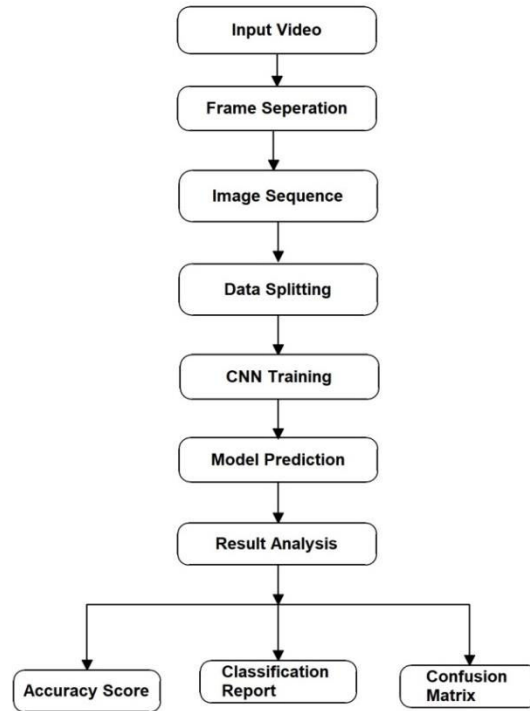 Input Video
Frame Seperation
Image Sequence
Data Splitting
CNN Training
Model Prediction
Result Analysis
Accuracy Score
Classification
Report
Confusion
Matrix